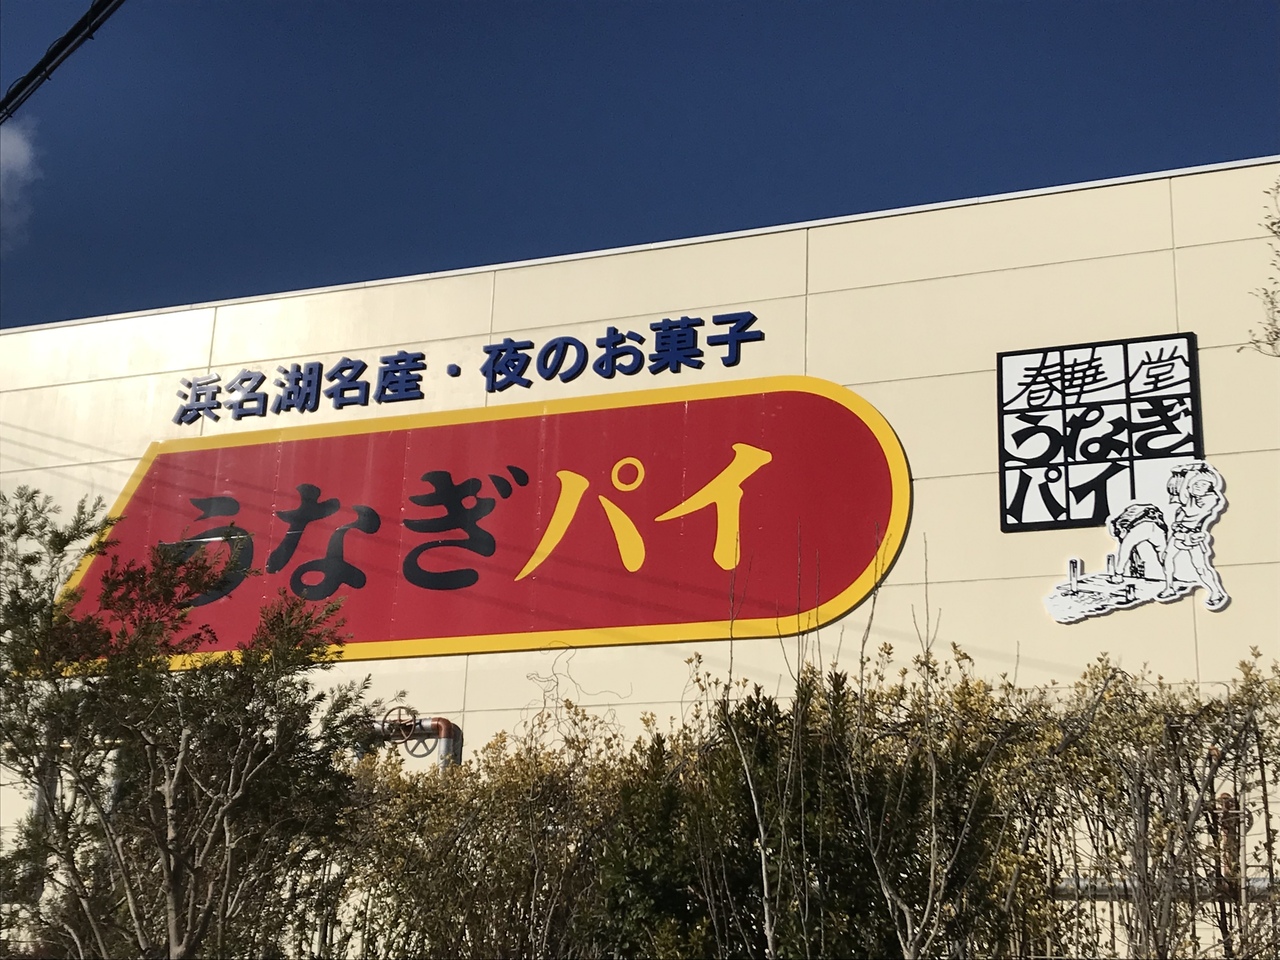 浜名湖名産・夜のお菓子
うなぎパイ
春華堂
うなぎ
パイ